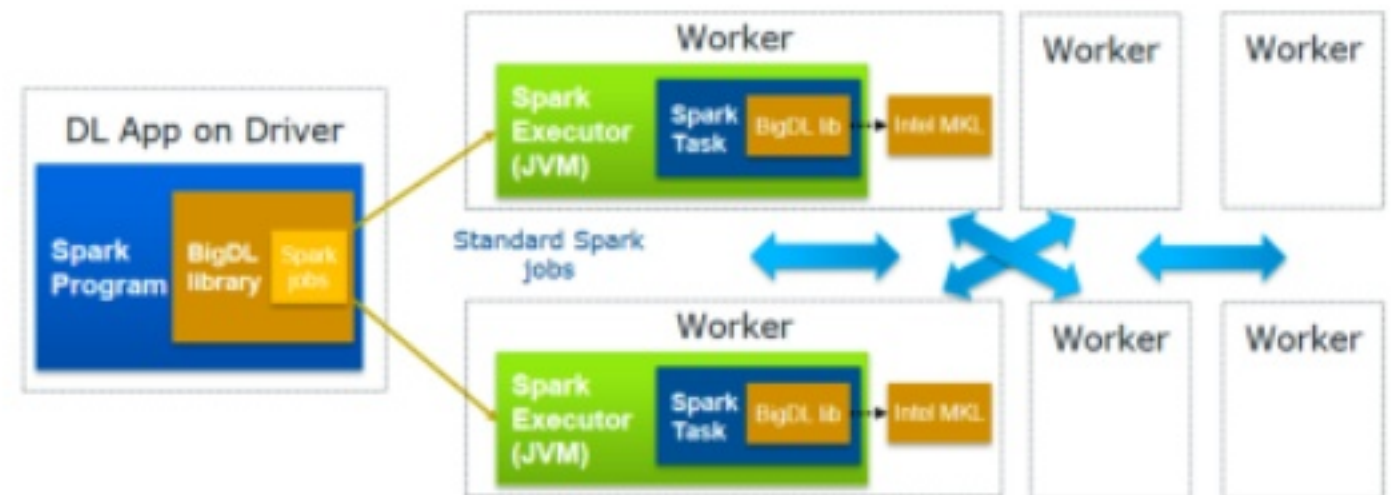 DL App on Driver
Spark
Program
BigDL
library
Spark
jobs
Worker
Spark
Executor
(JVM)
Spark
Task
BigDL lib
Intel MKL
Worker
Worker
Standard Spark
jobs
Worker
Spark
Executor
(JVM)
Spark
Task
BigDL lib
Intel MKL
Worker
Worker